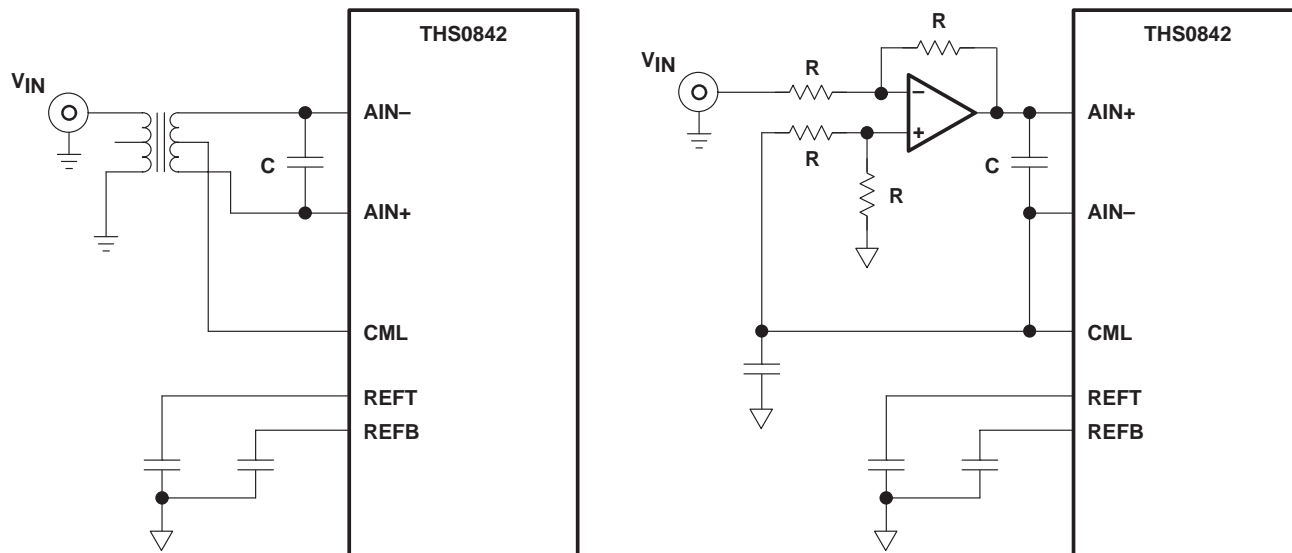 THS0842
VIN
AIN–
C
AIN+
CML
REFT
REFB
THS0842
R
VIN
R
–
+
AIN+
R
C
R
AIN–
CML
REFT
REFB